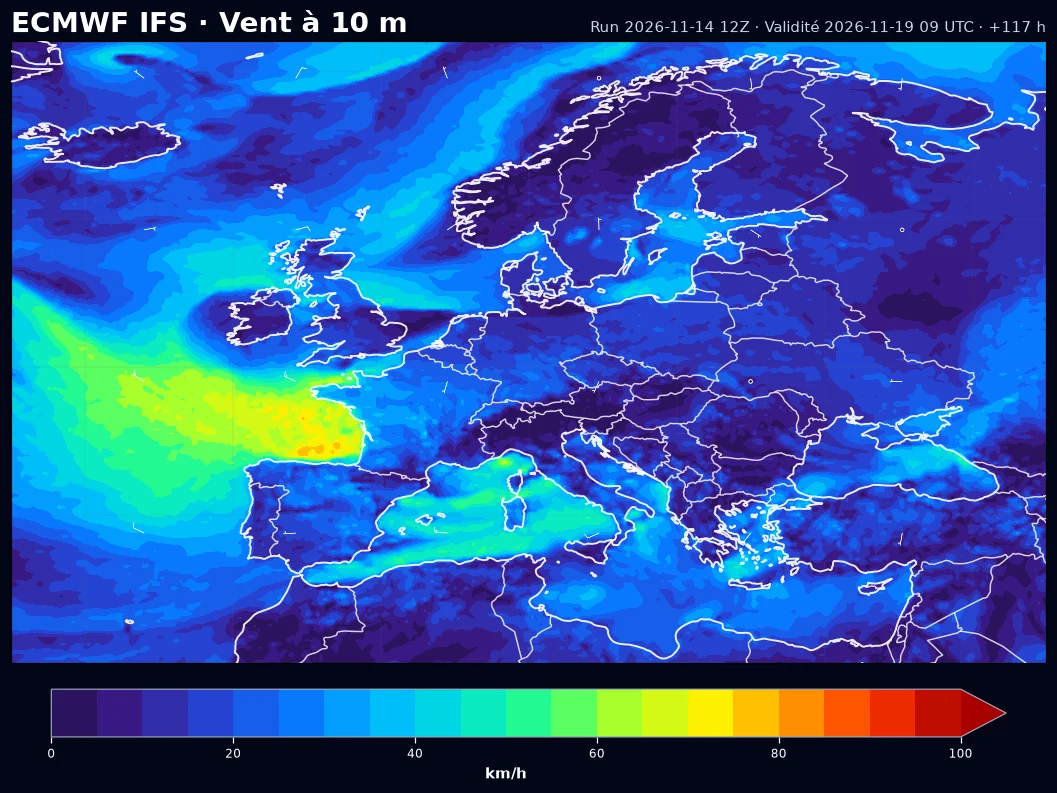 ECMWF IFS · Vent à 10 m
Run 2026-11-14 12Z · Validité 2026-11-19 09 UTC · +117 h
0 20 40 60 80 100
km/h